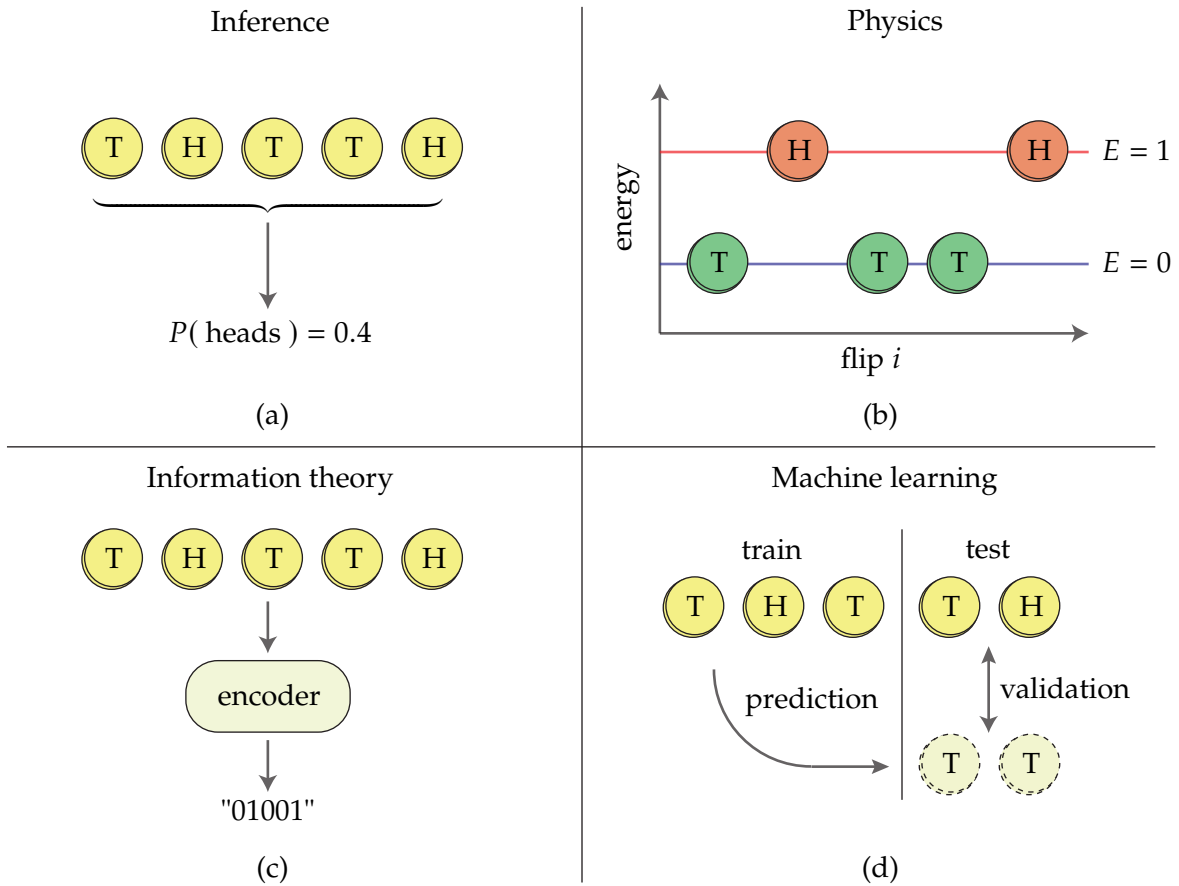 Inference
T H T T H
P( heads ) = 0.4
(a)
Physics
energy
H H E = 1
T T T E = 0
flip i
(b)
Information theory
T H T T H
encoder
"01001"
(c)
Machine learning
train test
T H T T H
prediction validation
T T
(d)